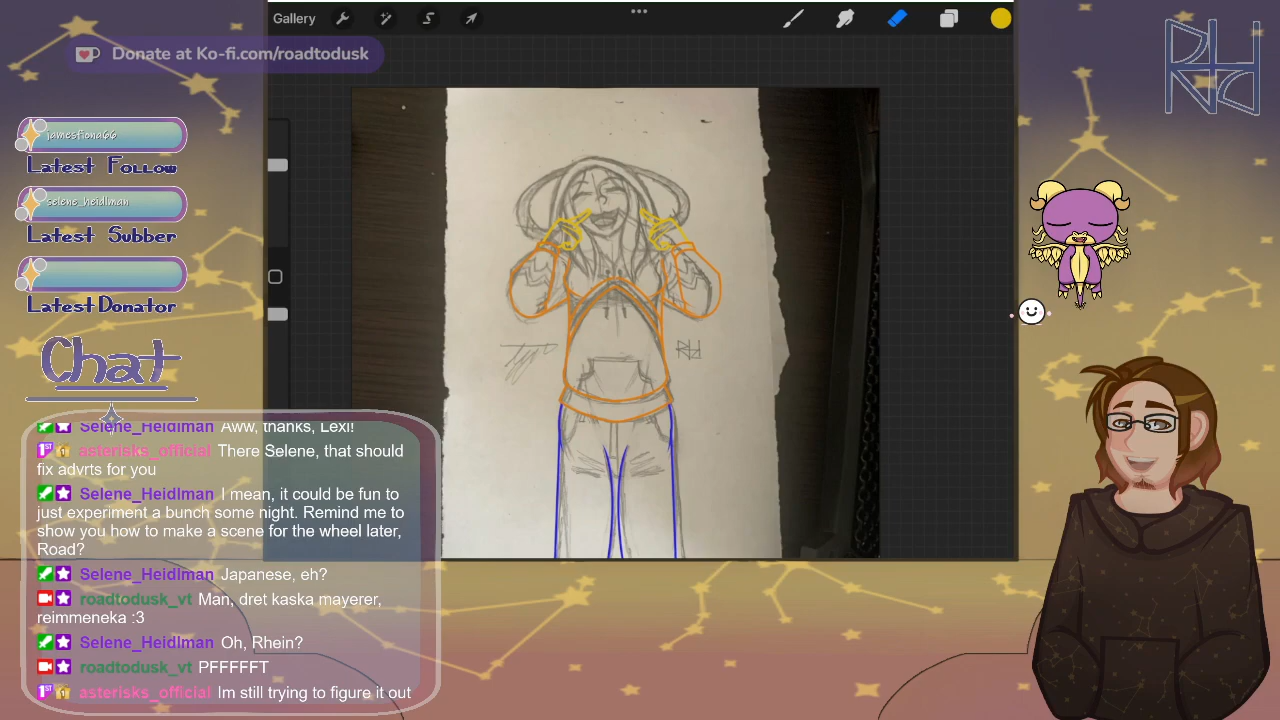 Gallery
Donate at Ko-fi.com/roadtodusk
jamesfiona66
Latest Follow
selene_heidlman
Latest Subber
Latest Donator
Chat
Selene_Heidlman Aww, thanks, Lexi!
asterisks_official There Selene, that should
fix advrts for you
Selene_Heidlman I mean, it could be fun to
just experiment a bunch some night. Remind me to
show you how to make a scene for the wheel later,
Road?
Selene_Heidlman Japanese, eh?
roadtodusk_vt Man, dret kaska mayerer,
reimmeneka :3
Selene_Heidlman Oh, Rhein?
roadtodusk_vt PFFFFFT
asterisks_official Im still trying to figure it out